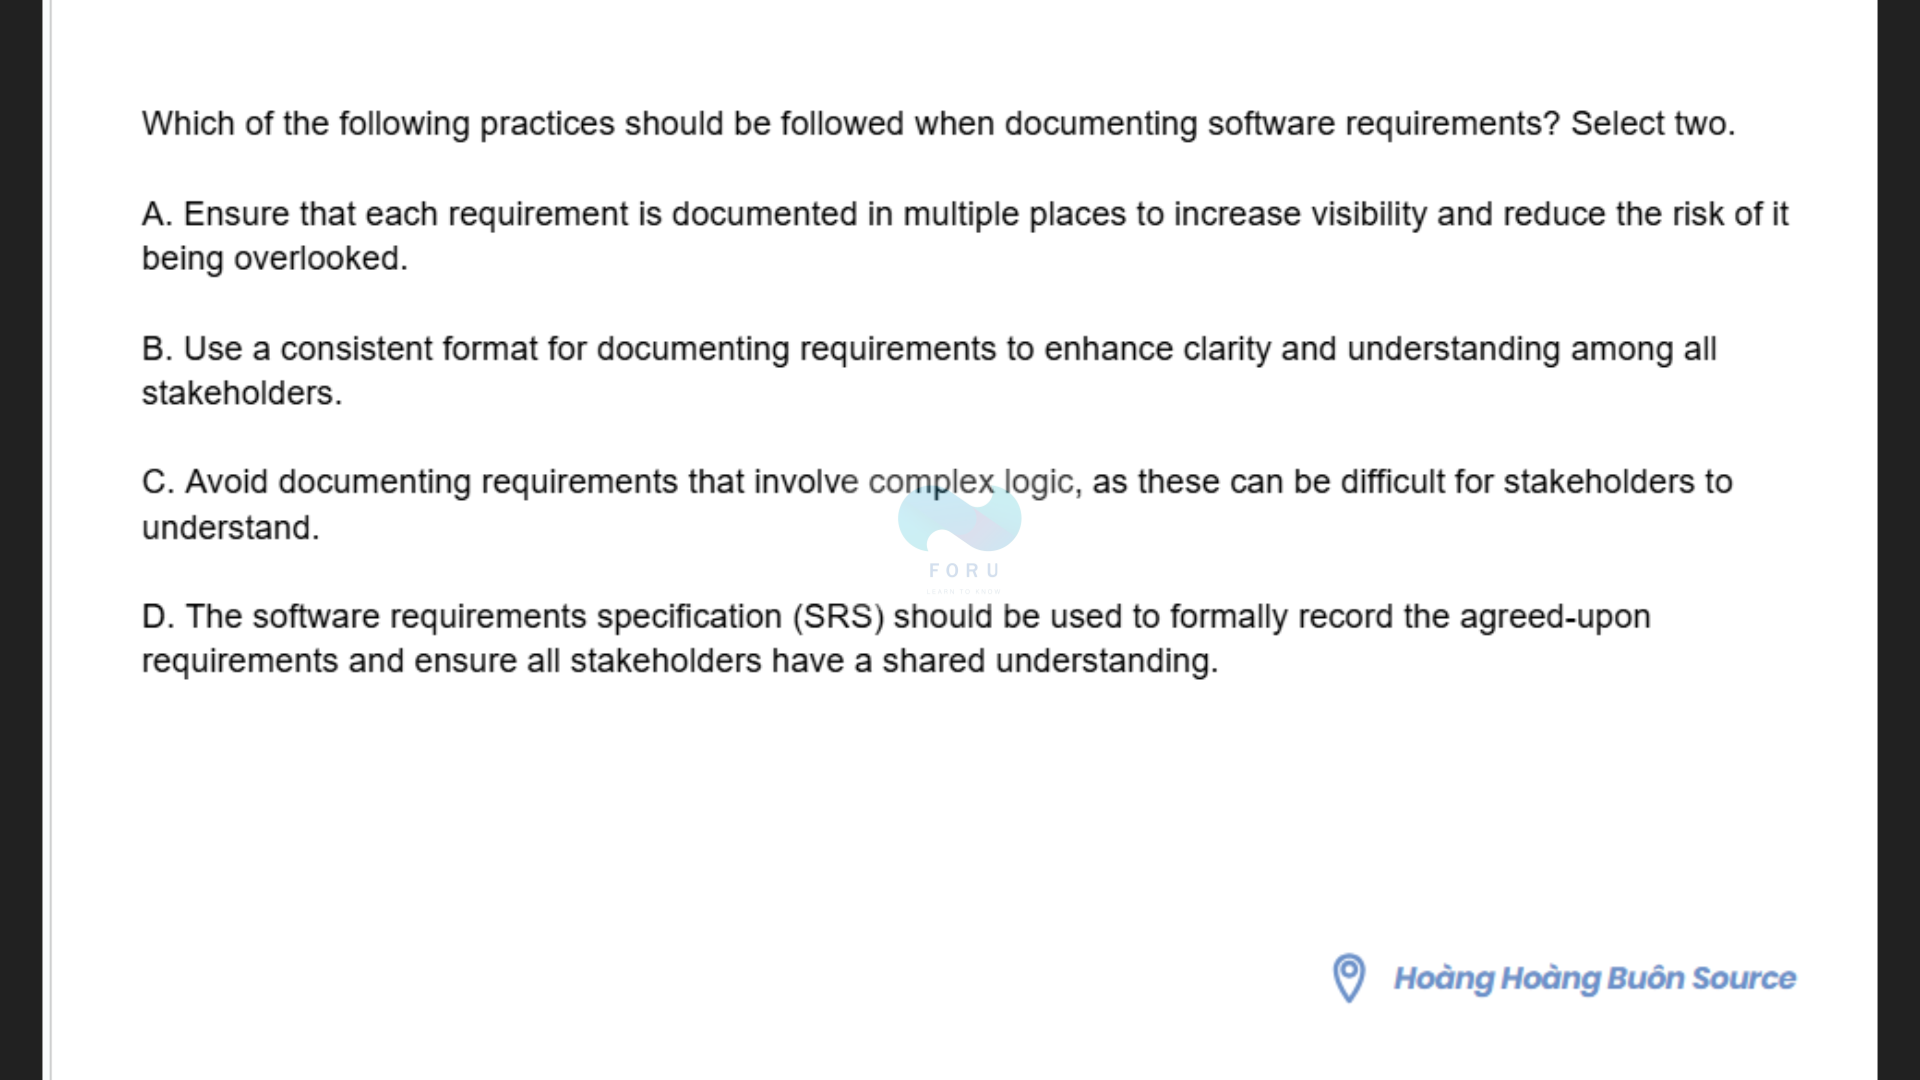 Which of the following practices should be followed when documenting software requirements? Select two.
A. Ensure that each requirement is documented in multiple places to increase visibility and reduce the risk of it
being overlooked.
B. Use a consistent format for documenting requirements to enhance clarity and understanding among all
stakeholders.
C. Avoid documenting requirements that involve complex logic, as these can be difficult for stakeholders to
understand.
FORU
LEARN TO KNOW
D. The software requirements specification (SRS) should be used to formally record the agreed-upon
requirements and ensure all stakeholders have a shared understanding.
Hoàng Hoàng Buôn Source